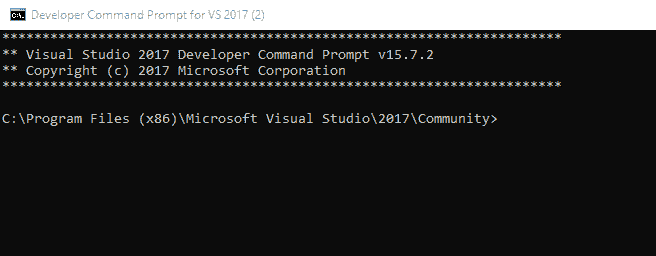 Developer Command Prompt for VS 2017 (2)
**********************************************************************
** Visual Studio 2017 Developer Command Prompt v15.7.2
** Copyright (c) 2017 Microsoft Corporation
**********************************************************************
C:\Program Files (x86)\Microsoft Visual Studio\2017\Community>